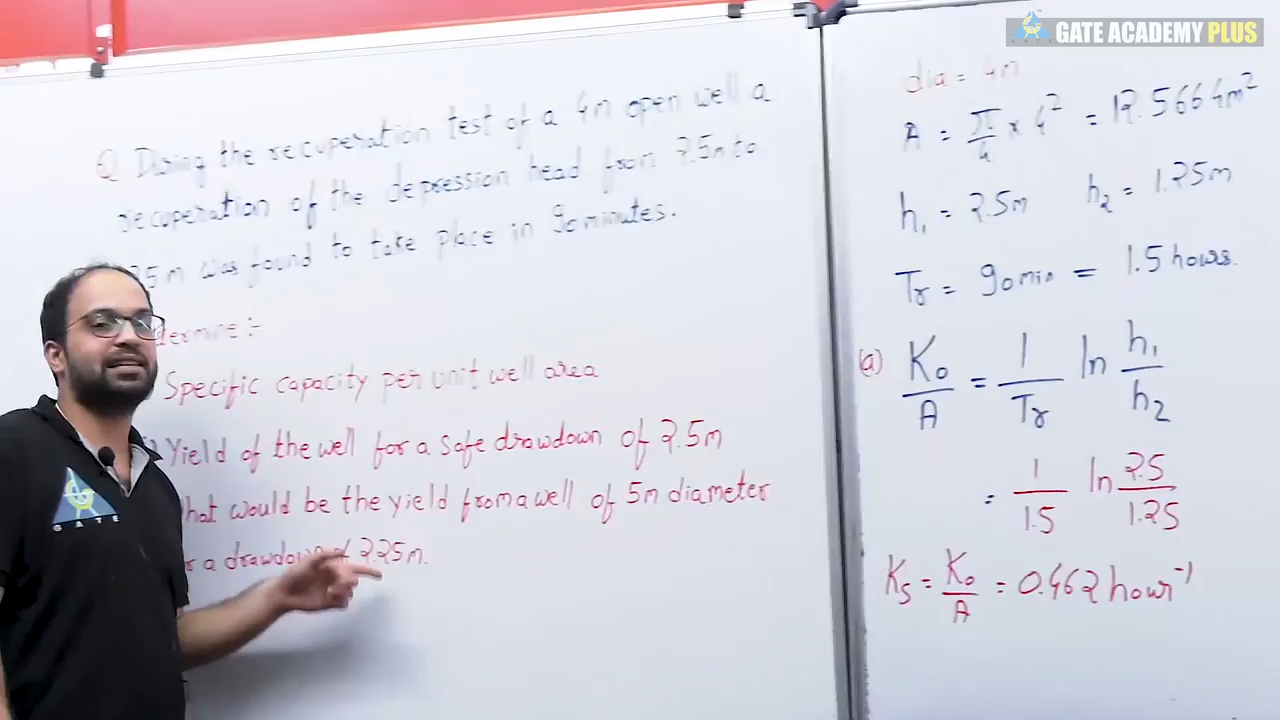 GATE ACADEMY PLUS
Q During the recuperation test of a 4m open well a
recuperation of the depression head from 2.5m to
25 m was found to take place in 90 minutes.
ermine :-
Specific capacity per unit well area
Yield of the well for a safe drawdown of 2.5m
hat would be the yield from a well of 5m diameter
r a drawdown of 2.25m.
GATE
dia = 4m
A = π/4 × 4² = 12.5664m²
h₁ = 2.5m h₂ = 1.25m
Tr = 90min = 1.5 hours.
(a) K₀/A = 1/Tr ln h₁/h₂
= 1/1.5 ln 2.5/1.25
Ks = K₀/A = 0.462 hour⁻¹